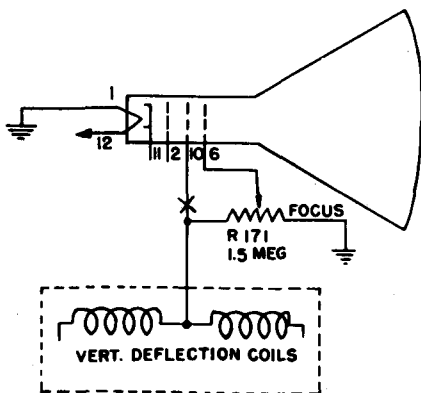 1
12
11 2 10 6
FOCUS
R 171
1.5 MEG
VERT. DEFLECTION COILS